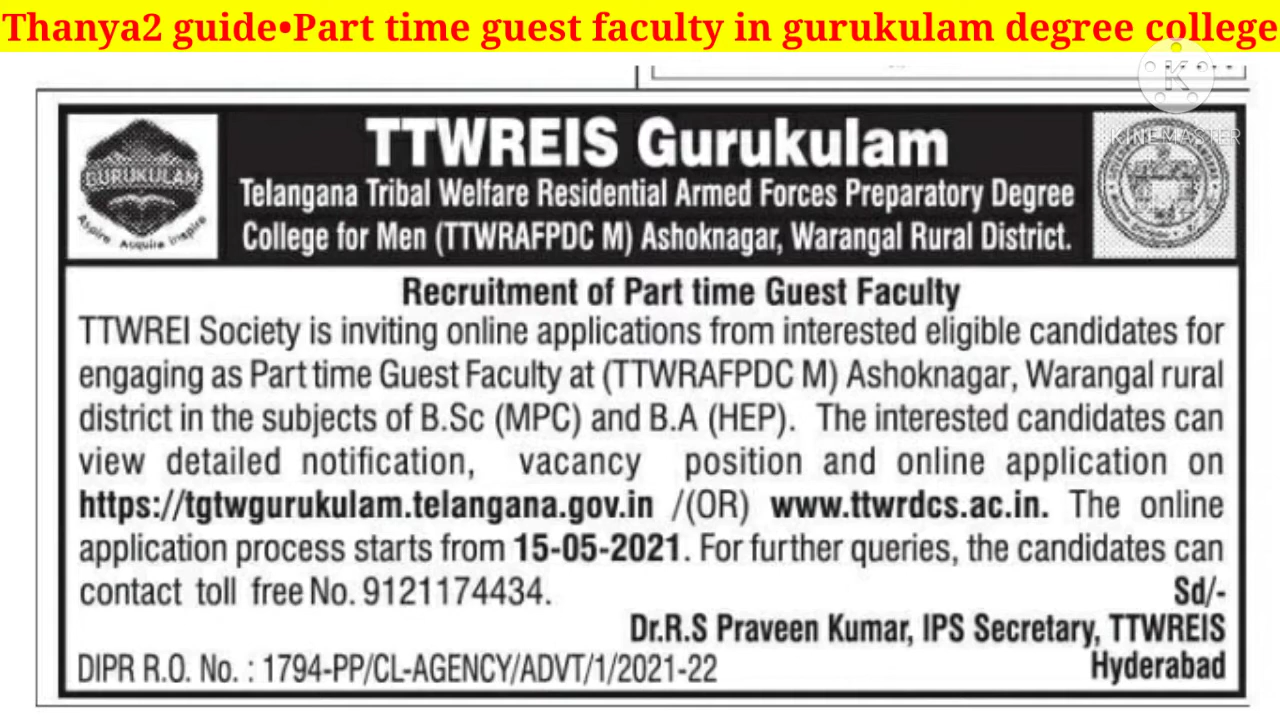 Thanya2 guide•Part time guest faculty in gurukulam degree college
K
KINEMASTER
GURUKULAM
Aspire Acquire Inspire
TTWREIS Gurukulam
Telangana Tribal Welfare Residential Armed Forces Preparatory Degree
College for Men (TTWRAFPDC M) Ashoknagar, Warangal Rural District.
Recruitment of Part time Guest Faculty
TTWREI Society is inviting online applications from interested eligible candidates for
engaging as Part time Guest Faculty at (TTWRAFPDC M) Ashoknagar, Warangal rural
district in the subjects of B.Sc (MPC) and B.A (HEP). The interested candidates can
view detailed notification, vacancy position and online application on
https://tgtwgurukulam.telangana.gov.in /(OR) www.ttwrdcs.ac.in. The online
application process starts from 15-05-2021. For further queries, the candidates can
contact toll free No. 9121174434. Sd/-
Dr.R.S Praveen Kumar, IPS Secretary, TTWREIS
DIPR R.O. No. : 1794-PP/CL-AGENCY/ADVT/1/2021-22 Hyderabad